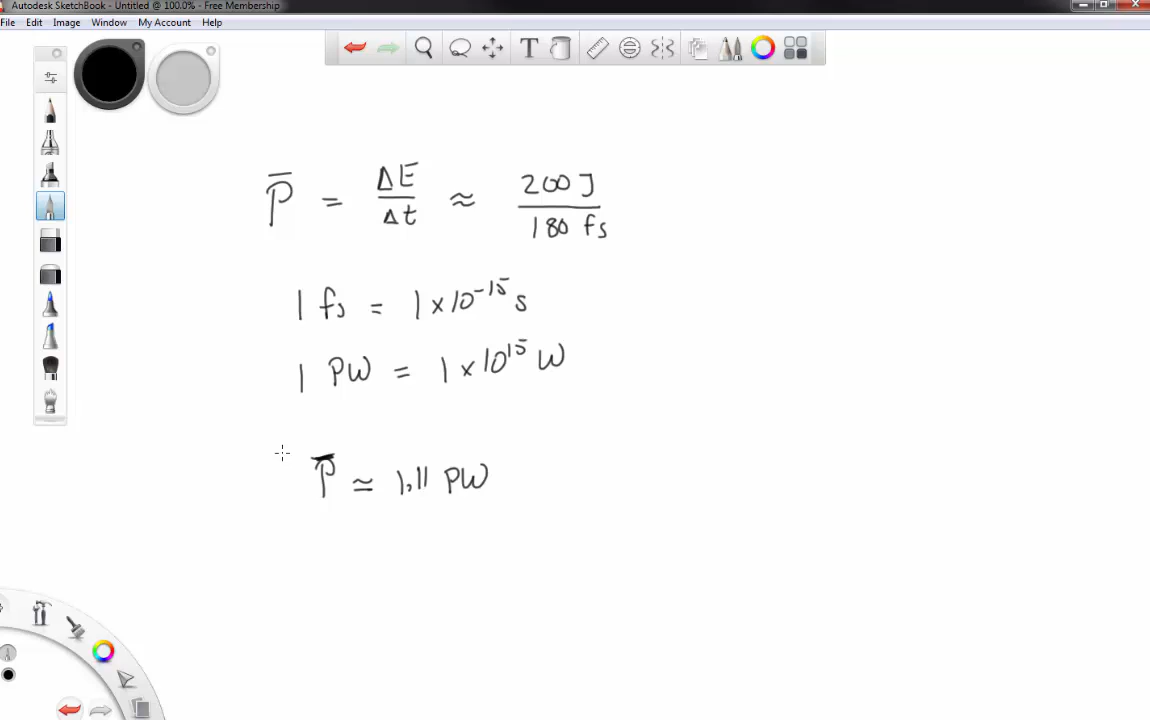 Autodesk SketchBook - Untitled @ 100.0% - Free Membership
File Edit Image Window My Account Help
P̅ = ΔE/Δt ≈ 200 J/180 fs
1 fs = 1 × 10⁻¹⁵ s
1 PW = 1 × 10¹⁵ W
P̅ ≃ 1,11 PW